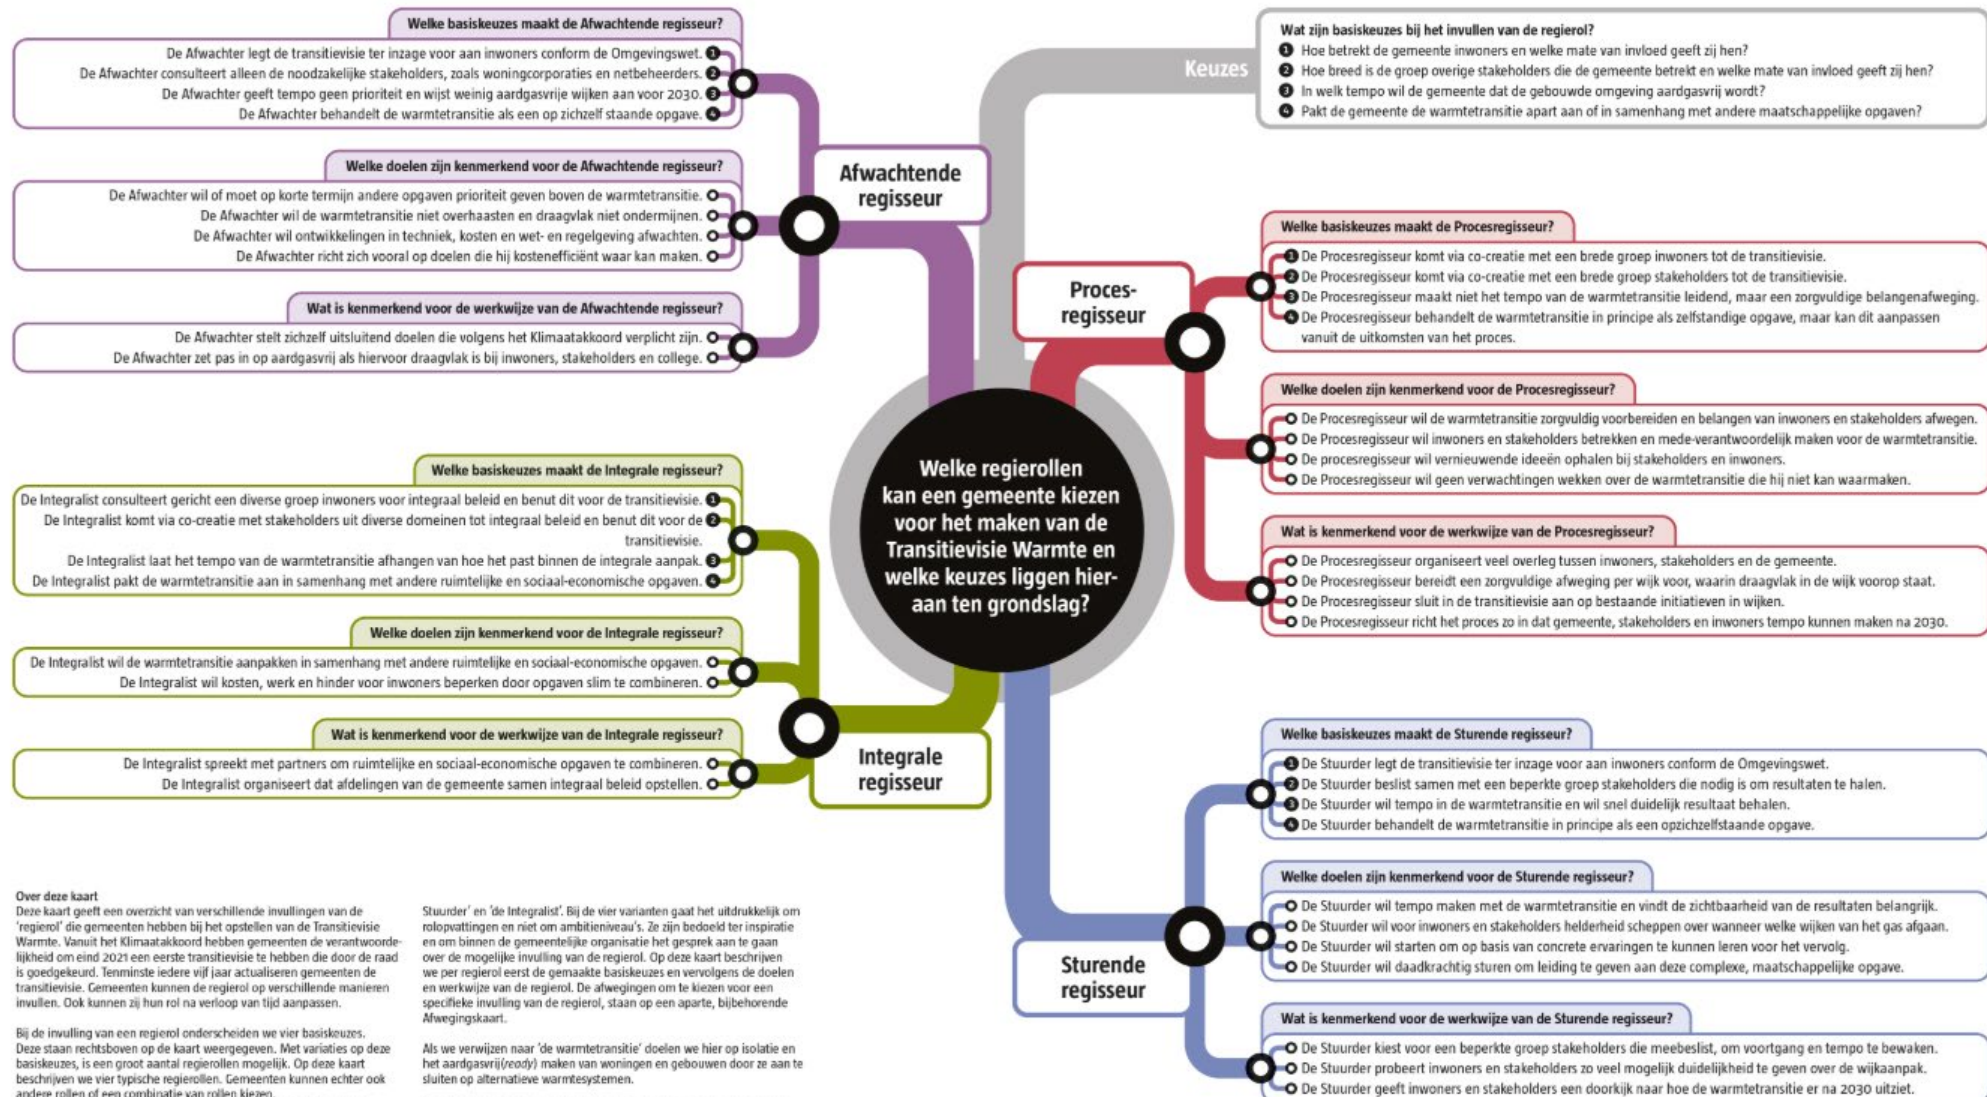 Welke regierollen
kan een gemeente kiezen
voor het maken van de
Transitievisie Warmte en
welke keuzes liggen hier-
aan ten grondslag?
Keuzes
Wat zijn basiskeuzes bij het invullen van de regierol?
1 Hoe betrekt de gemeente inwoners en welke mate van invloed geeft zij hen?
2 Hoe breed is de groep overige stakeholders die de gemeente betrekt en welke mate van invloed geeft zij hen?
3 In welk tempo wil de gemeente dat de gebouwde omgeving aardgasvrij wordt?
4 Pakt de gemeente de warmtetransitie apart aan of in samenhang met andere maatschappelijke opgaven?
Afwachtende
regisseur
Welke basiskeuzes maakt de Afwachtende regisseur?
De Afwachter legt de transitievisie ter inzage voor aan inwoners conform de Omgevingswet. 1
De Afwachter consulteert alleen de noodzakelijke stakeholders, zoals woningcorporaties en netbeheerders. 2
De Afwachter geeft tempo geen prioriteit en wijst weinig aardgasvrije wijken aan voor 2030. 3
De Afwachter behandelt de warmtetransitie als een op zichzelf staande opgave. 4
Welke doelen zijn kenmerkend voor de Afwachtende regisseur?
De Afwachter wil of moet op korte termijn andere opgaven prioriteit geven boven de warmtetransitie.
De Afwachter wil de warmtetransitie niet overhaasten en draagvlak niet ondermijnen.
De Afwachter wil ontwikkelingen in techniek, kosten en wet- en regelgeving afwachten.
De Afwachter richt zich vooral op doelen die hij kostenefficiënt waar kan maken.
Wat is kenmerkend voor de werkwijze van de Afwachtende regisseur?
De Afwachter stelt zichzelf uitsluitend doelen die volgens het Klimaatakkoord verplicht zijn.
De Afwachter zet pas in op aardgasvrij als hiervoor draagvlak is bij inwoners, stakeholders en college.
Proces-
regisseur
Welke basiskeuzes maakt de Procesregisseur?
1 De Procesregisseur komt via co-creatie met een brede groep inwoners tot de transitievisie.
2 De Procesregisseur komt via co-creatie met een brede groep stakeholders tot de transitievisie.
3 De Procesregisseur maakt niet het tempo van de warmtetransitie leidend, maar een zorgvuldige belangenafweging.
4 De Procesregisseur behandelt de warmtetransitie in principe als zelfstandige opgave, maar kan dit aanpassen
vanuit de uitkomsten van het proces.
Welke doelen zijn kenmerkend voor de Procesregisseur?
De Procesregisseur wil de warmtetransitie zorgvuldig voorbereiden en belangen van inwoners en stakeholders afwegen.
De Procesregisseur wil inwoners en stakeholders betrekken en mede-verantwoordelijk maken voor de warmtetransitie.
De procesregisseur wil vernieuwende ideeën ophalen bij stakeholders en inwoners.
De Procesregisseur wil geen verwachtingen wekken over de warmtetransitie die hij niet kan waarmaken.
Wat is kenmerkend voor de werkwijze van de Procesregisseur?
De Procesregisseur organiseert veel overleg tussen inwoners, stakeholders en de gemeente.
De Procesregisseur bereidt een zorgvuldige afweging per wijk voor, waarin draagvlak in de wijk voorop staat.
De Procesregisseur sluit in de transitievisie aan op bestaande initiatieven in wijken.
De Procesregisseur richt het proces zo in dat gemeente, stakeholders en inwoners tempo kunnen maken na 2030.
Integrale
regisseur
Welke basiskeuzes maakt de Integrale regisseur?
De Integralist consulteert gericht een diverse groep inwoners voor integraal beleid en benut dit voor de transitievisie. 1
De Integralist komt via co-creatie met stakeholders uit diverse domeinen tot integraal beleid en benut dit voor de 2
transitievisie.
De Integralist laat het tempo van de warmtetransitie afhangen van hoe het past binnen de integrale aanpak. 3
De Integralist pakt de warmtetransitie aan in samenhang met andere ruimtelijke en sociaal-economische opgaven. 4
Welke doelen zijn kenmerkend voor de Integrale regisseur?
De Integralist wil de warmtetransitie aanpakken in samenhang met andere ruimtelijke en sociaal-economische opgaven.
De Integralist wil kosten, werk en hinder voor inwoners beperken door opgaven slim te combineren.
Wat is kenmerkend voor de werkwijze van de Integrale regisseur?
De Integralist spreekt met partners om ruimtelijke en sociaal-economische opgaven te combineren.
De Integralist organiseert dat afdelingen van de gemeente samen integraal beleid opstellen.
Sturende
regisseur
Welke basiskeuzes maakt de Sturende regisseur?
1 De Stuurder legt de transitievisie ter inzage voor aan inwoners conform de Omgevingswet.
2 De Stuurder beslist samen met een beperkte groep stakeholders die nodig is om resultaten te halen.
3 De Stuurder wil tempo in de warmtetransitie en wil snel duidelijk resultaat behalen.
4 De Stuurder behandelt de warmtetransitie in principe als een opzichzelfstaande opgave.
Welke doelen zijn kenmerkend voor de Sturende regisseur?
De Stuurder wil tempo maken met de warmtetransitie en vindt de zichtbaarheid van de resultaten belangrijk.
De Stuurder wil voor inwoners en stakeholders helderheid scheppen over wanneer welke wijken van het gas afgaan.
De Stuurder wil starten om op basis van concrete ervaringen te kunnen leren voor het vervolg.
De Stuurder wil daadkrachtig sturen om leiding te geven aan deze complexe, maatschappelijke opgave.
Wat is kenmerkend voor de werkwijze van de Sturende regisseur?
De Stuurder kiest voor een beperkte groep stakeholders die meebeslist, om voortgang en tempo te bewaken.
De Stuurder probeert inwoners en stakeholders zo veel mogelijk duidelijkheid te geven over de wijkaanpak.
De Stuurder geeft inwoners en stakeholders een doorkijk naar hoe de warmtetransitie er na 2030 uitziet.
Over deze kaart
Deze kaart geeft een overzicht van verschillende invullingen van de
'regierol' die gemeenten hebben bij het opstellen van de Transitievisie
Warmte. Vanuit het Klimaatakkoord hebben gemeenten de verantwoorde-
lijkheid om eind 2021 een eerste transitievisie te hebben die door de raad
is goedgekeurd. Tenminste iedere vijf jaar actualiseren gemeenten de
transitievisie. Gemeenten kunnen de regierol op verschillende manieren
invullen. Ook kunnen zij hun rol na verloop van tijd aanpassen.
Bij de invulling van een regierol onderscheiden we vier basiskeuzes.
Deze staan rechtsboven op de kaart weergegeven. Met variaties op deze
basiskeuzes, is een groot aantal regierollen mogelijk. Op deze kaart
beschrijven we vier typische regierollen. Gemeenten kunnen echter ook
andere rollen of een combinatie van rollen kiezen.
Stuurder' en 'de Integralist'. Bij de vier varianten gaat het uitdrukkelijk om
rolopvattingen en niet om ambitieniveau's. Ze zijn bedoeld ter inspiratie
en om binnen de gemeentelijke organisatie het gesprek aan te gaan
over de mogelijke invulling van de regierol. Op deze kaart beschrijven
we per regierol eerst de gemaakte basiskeuzes en vervolgens de doelen
en werkwijze van de regierol. De afwegingen om te kiezen voor een
specifieke invulling van de regierol, staan op een aparte, bijbehorende
Afwegingskaart.
Als we verwijzen naar 'de warmtetransitie' doelen we hier op isolatie en
het aardgasvrij(ready) maken van woningen en gebouwen door ze aan te
sluiten op alternatieve warmtesystemen.